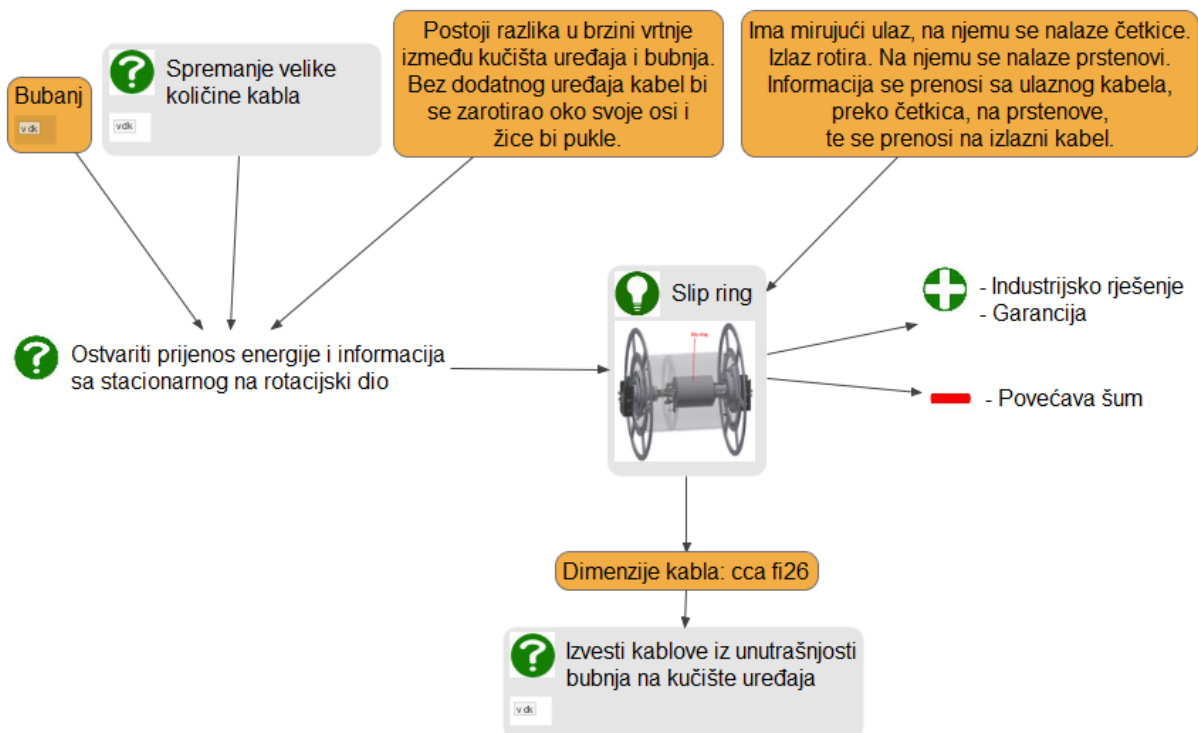 Bubanj
vdk
Spremanje velike
količine kabla
vdk
Postoji razlika u brzini vrtnje
između kučišta uređaja i bubnja.
Bez dodatnog uređaja kabel bi
se zarotirao oko svoje osi i
žice bi pukle.
Ima mirujući ulaz, na njemu se nalaze četkice.
Izlaz rotira. Na njemu se nalaze prstenovi.
Informacija se prenosi sa ulaznog kabela,
preko četkica, na prstenove,
te se prenosi na izlazni kabel.
Ostvariti prijenos energije i informacija
sa stacionarnog na rotacijski dio
Slip ring
- Industrijsko rješenje
- Garancija
- Povećava šum
Dimenzije kabla: cca fi26
Izvesti kablove iz unutrašnjosti
bubnja na kučište uređaja
vdk